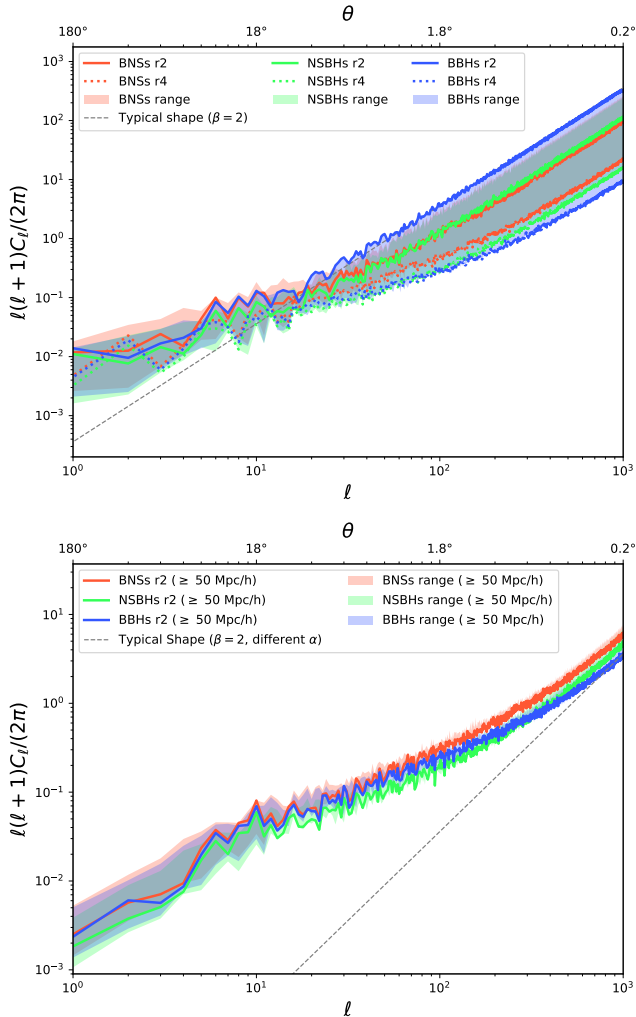 θ
180° 18° 1.8° 0.2°
10³
10²
10¹
10⁰
10⁻¹
10⁻²
10⁻³
ℓ(ℓ + 1)Cℓ/(2π)
BNSs r2
BNSs r4
BNSs range
Typical shape (β = 2)
NSBHs r2
NSBHs r4
NSBHs range
BBHs r2
BBHs r4
BBHs range
10⁰ 10¹ 10² 10³
ℓ
θ
180° 18° 1.8° 0.2°
10¹
10⁰
10⁻¹
10⁻²
10⁻³
ℓ(ℓ + 1)Cℓ/(2π)
BNSs r2 (≥ 50 Mpc/h)
NSBHs r2 (≥ 50 Mpc/h)
BBHs r2 (≥ 50 Mpc/h)
Typical Shape (β = 2, different α)
BNSs range (≥ 50 Mpc/h)
NSBHs range (≥ 50 Mpc/h)
BBHs range (≥ 50 Mpc/h)
10⁰ 10¹ 10² 10³
ℓ